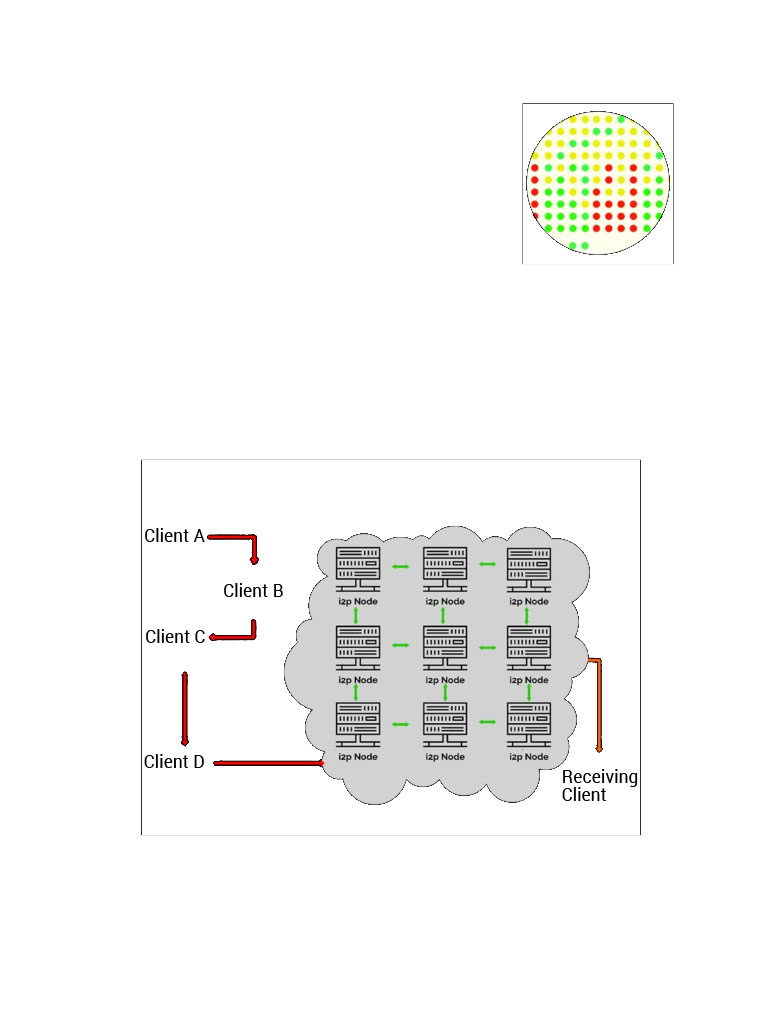 Client A
Client B
Client C
Client D
i2p Node
i2p Node
i2p Node
i2p Node
i2p Node
i2p Node
i2p Node
i2p Node
i2p Node
Receiving
Client